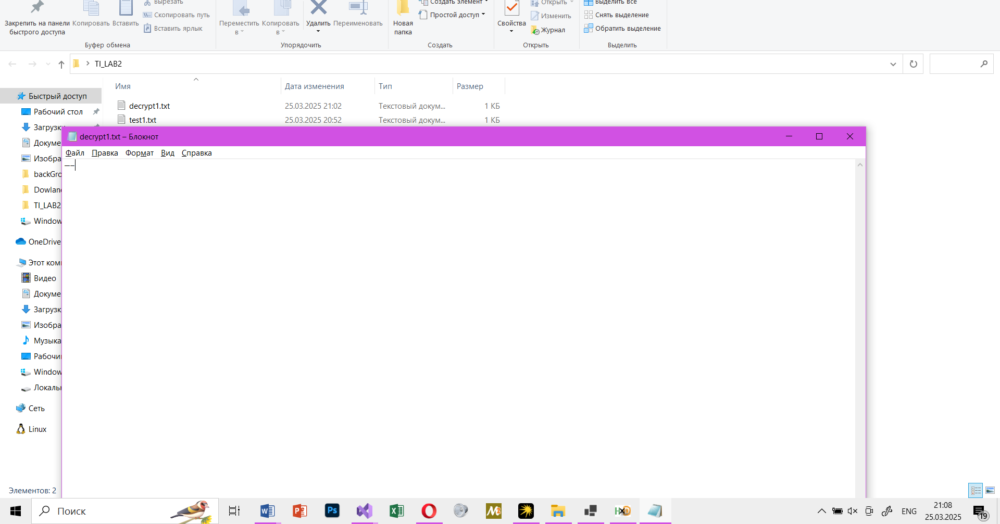 Вырезать
Создать элемент
Открыть
Выделить все
Скопировать путь
Простой доступ
Изменить
Снять выделение
Закрепить на панели быстрого доступа
Копировать
Вставить
Вставить ярлык
Переместить в
Копировать в
Удалить
Переименовать
Новая папка
Свойства
Журнал
Обратить выделение
Буфер обмена
Упорядочить
Создать
Открыть
Выделить
TI_LAB2
Имя
Дата изменения
Тип
Размер
Быстрый доступ
decrypt1.txt
25.03.2025 21:02
Текстовый докум...
1 КБ
Рабочий стол
test1.txt
25.03.2025 20:52
Текстовый докум...
1 КБ
Загрузки
decrypt1.txt – Блокнот
Докуме
Файл
Правка
Формат
Вид
Справка
Изобра
——
backGro
Dowlan
TI_LAB2
Window
OneDrive
Этот ком
Видео
Докуме
Загрузк
Изобра
Музыка
Рабочи
Window
Локаль
Сеть
Linux
Элементов: 2
Поиск
ENG
21:08
25.03.2025
19